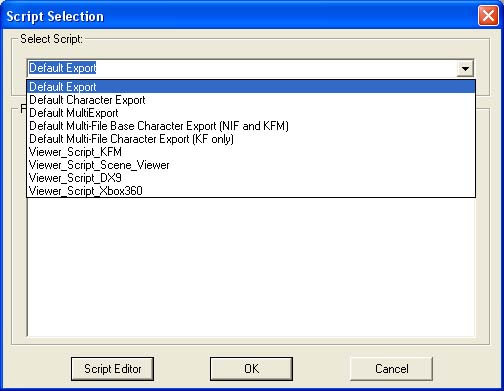 Script Selection
Select Script:
Default Export
Default Export
Default Character Export
Default MultiExport
Default Multi-File Base Character Export (NIF and KFM)
Default Multi-File Character Export (KF only)
Viewer_Script_KFM
Viewer_Script_Scene_Viewer
Viewer_Script_DX9
Viewer_Script_Xbox360
Script Editor OK Cancel